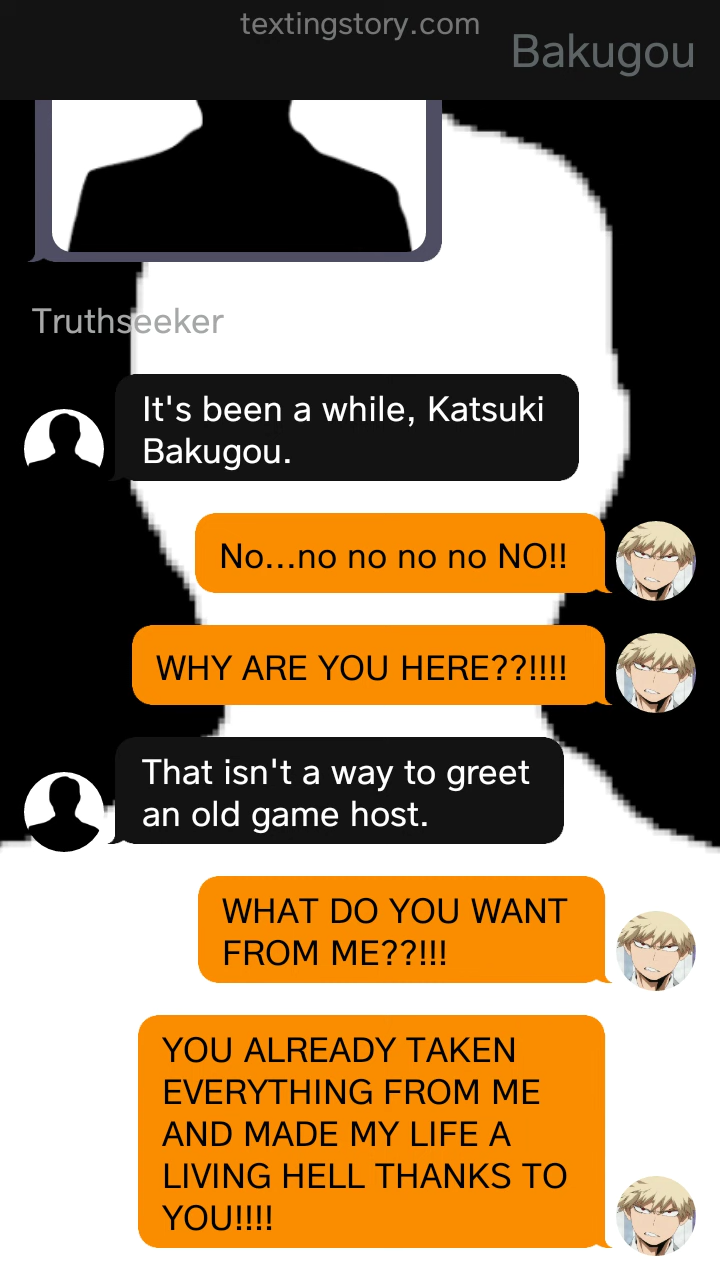 textingstory.com
Bakugou
Truthseeker
It's been a while, Katsuki
Bakugou.
No...no no no no NO!!
WHY ARE YOU HERE??!!!!
That isn't a way to greet
an old game host.
WHAT DO YOU WANT
FROM ME??!!!
YOU ALREADY TAKEN
EVERYTHING FROM ME
AND MADE MY LIFE A
LIVING HELL THANKS TO
YOU!!!!